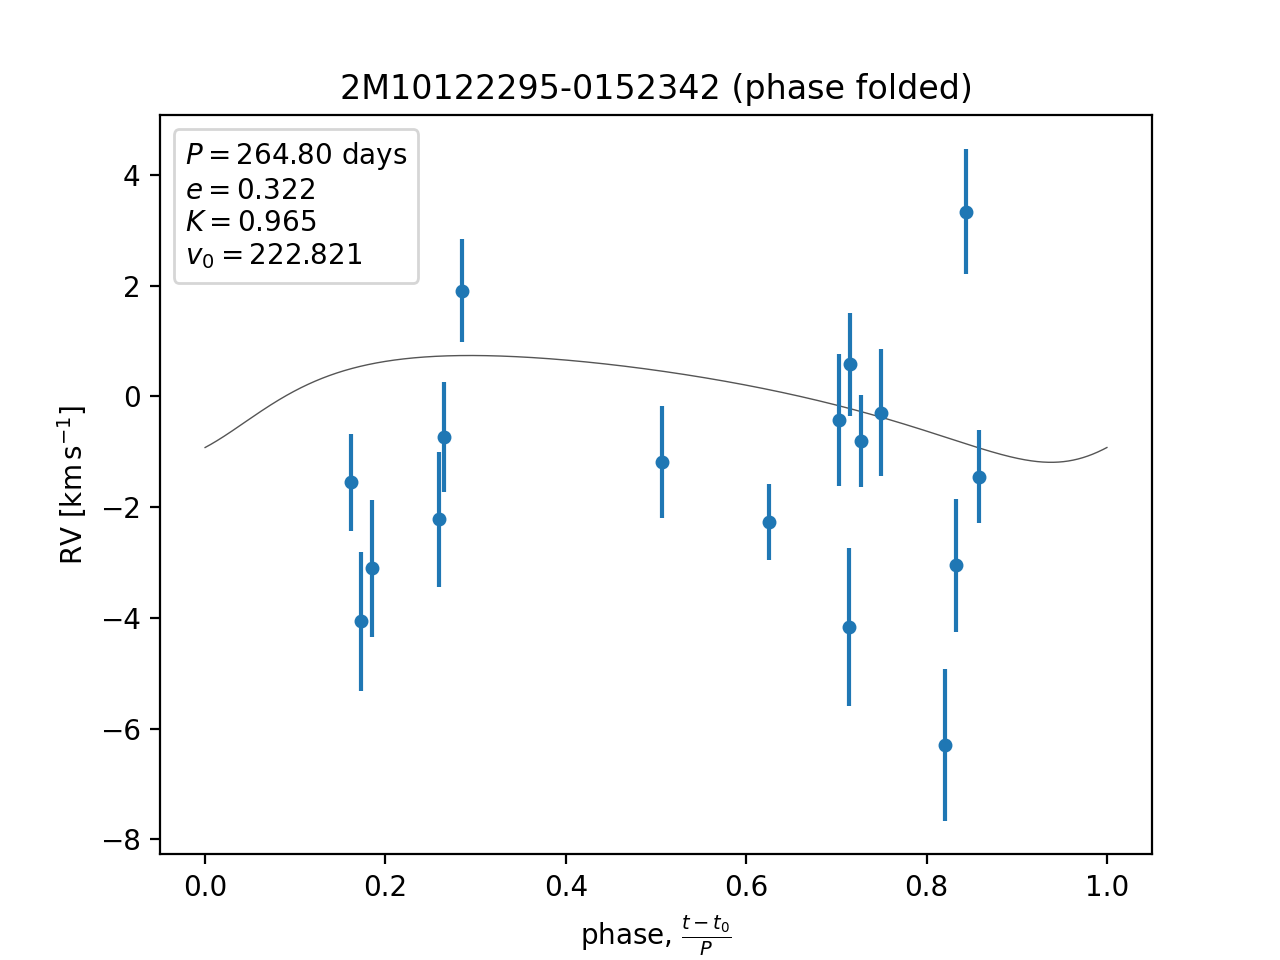 2M10122295-0152342 (phase folded)
P = 264.80 days
e = 0.322
K = 0.965
v₀ = 222.821
4
2
0
−2
−4
−6
−8
RV [km s⁻¹]
0.0 0.2 0.4 0.6 0.8 1.0
phase, (t − t₀)/P